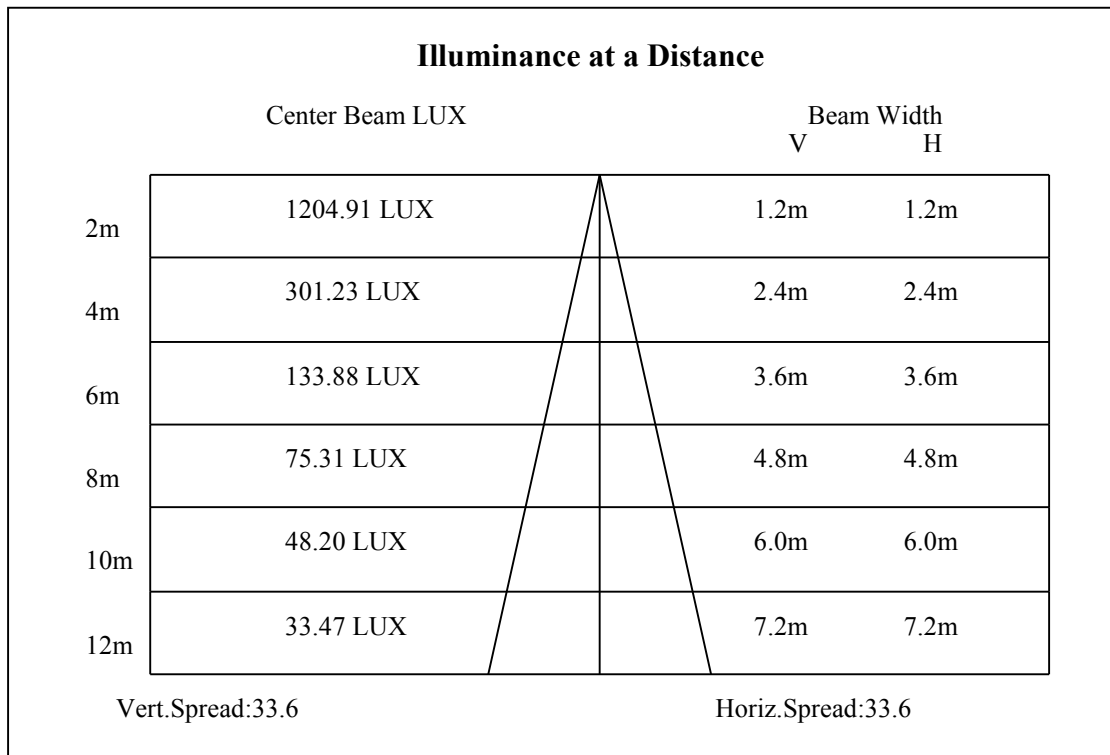 Illuminance at a Distance
Center Beam LUX Beam Width
V H
2m 1204.91 LUX 1.2m 1.2m
4m 301.23 LUX 2.4m 2.4m
6m 133.88 LUX 3.6m 3.6m
8m 75.31 LUX 4.8m 4.8m
10m 48.20 LUX 6.0m 6.0m
12m 33.47 LUX 7.2m 7.2m
Vert.Spread:33.6 Horiz.Spread:33.6